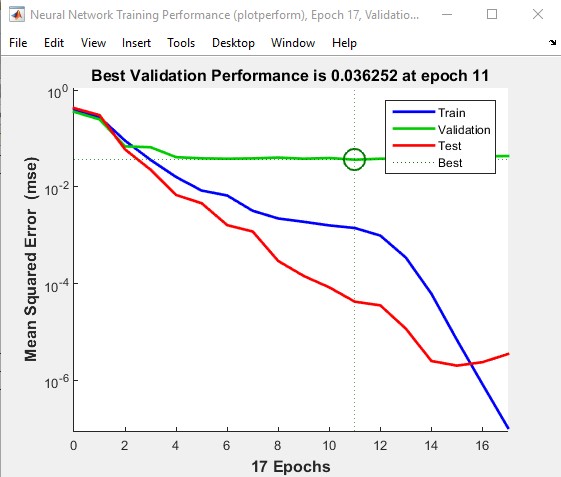 Neural Network Training Performance (plotperform), Epoch 17, Validatio...
File Edit View Insert Tools Desktop Window Help
Best Validation Performance is 0.036252 at epoch 11
Mean Squared Error (mse)
10⁰
10⁻²
10⁻⁴
10⁻⁶
Train
Validation
Test
Best
0 2 4 6 8 10 12 14 16
17 Epochs